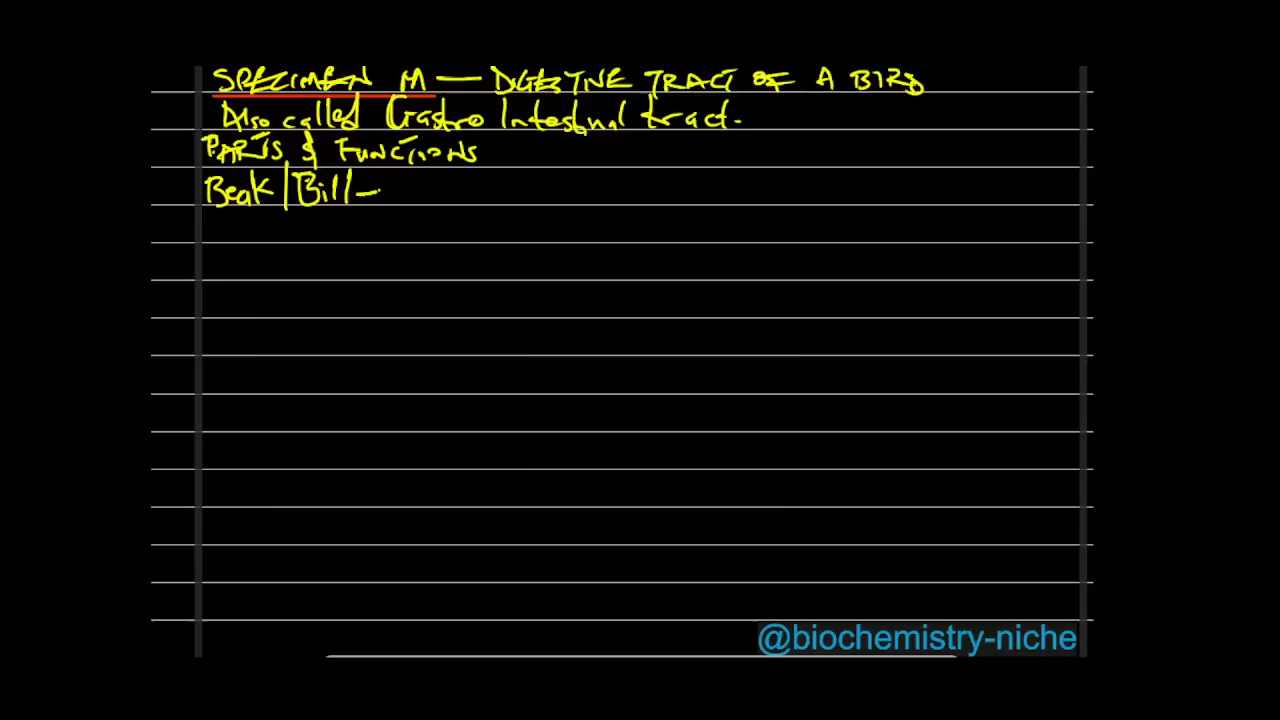 SPECIMEN M — DIGESTIVE TRACT OF A BIRD
Also called Gastro Intestinal tract.
PARTS & FUNCTIONS
Beak/Bill -
@biochemistry-niche